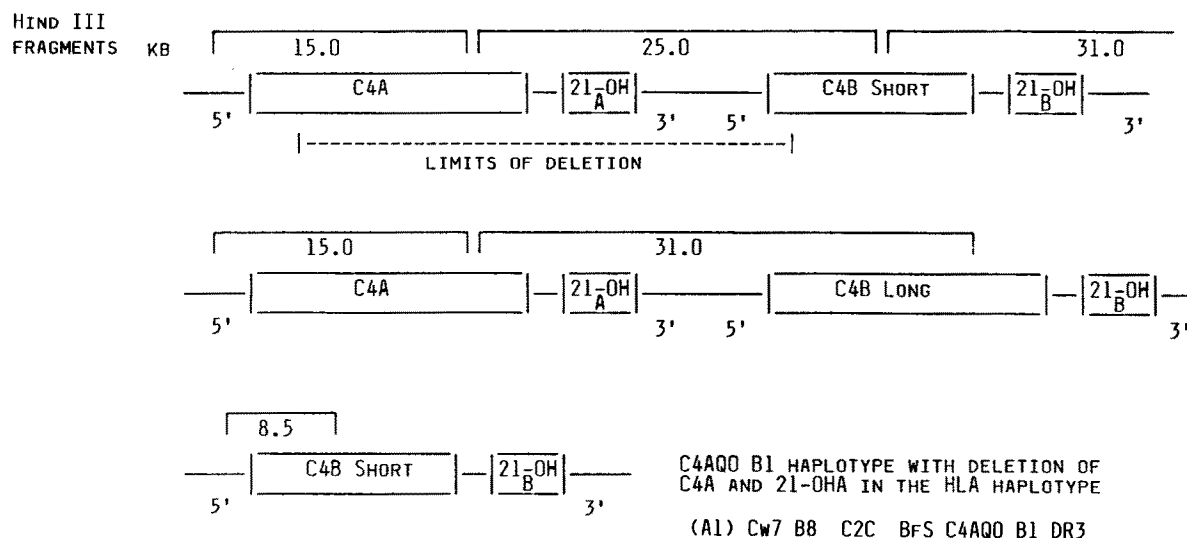 HIND III
FRAGMENTS KB 15.0 25.0 31.0
C4A 21-OH A C4B SHORT 21-OH B
5' 3' 5' 3'
LIMITS OF DELETION
15.0 31.0
C4A 21-OH A C4B LONG 21-OH B
5' 3' 5' 3'
8.5
C4B SHORT 21-OH B
5' 3'
C4AQ0 B1 HAPLOTYPE WITH DELETION OF
C4A AND 21-OHA IN THE HLA HAPLOTYPE
(A1) CW7 B8 C2C BFS C4AQ0 B1 DR3